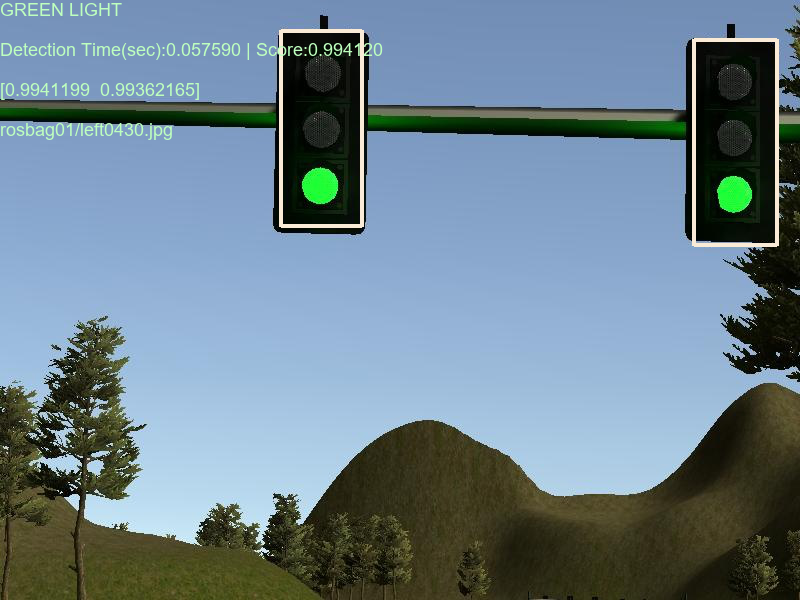 GREEN LIGHT
Detection Time(sec):0.057590 | Score:0.994120
[0.9941199 0.99362165]
rosbag01/left0430.jpg